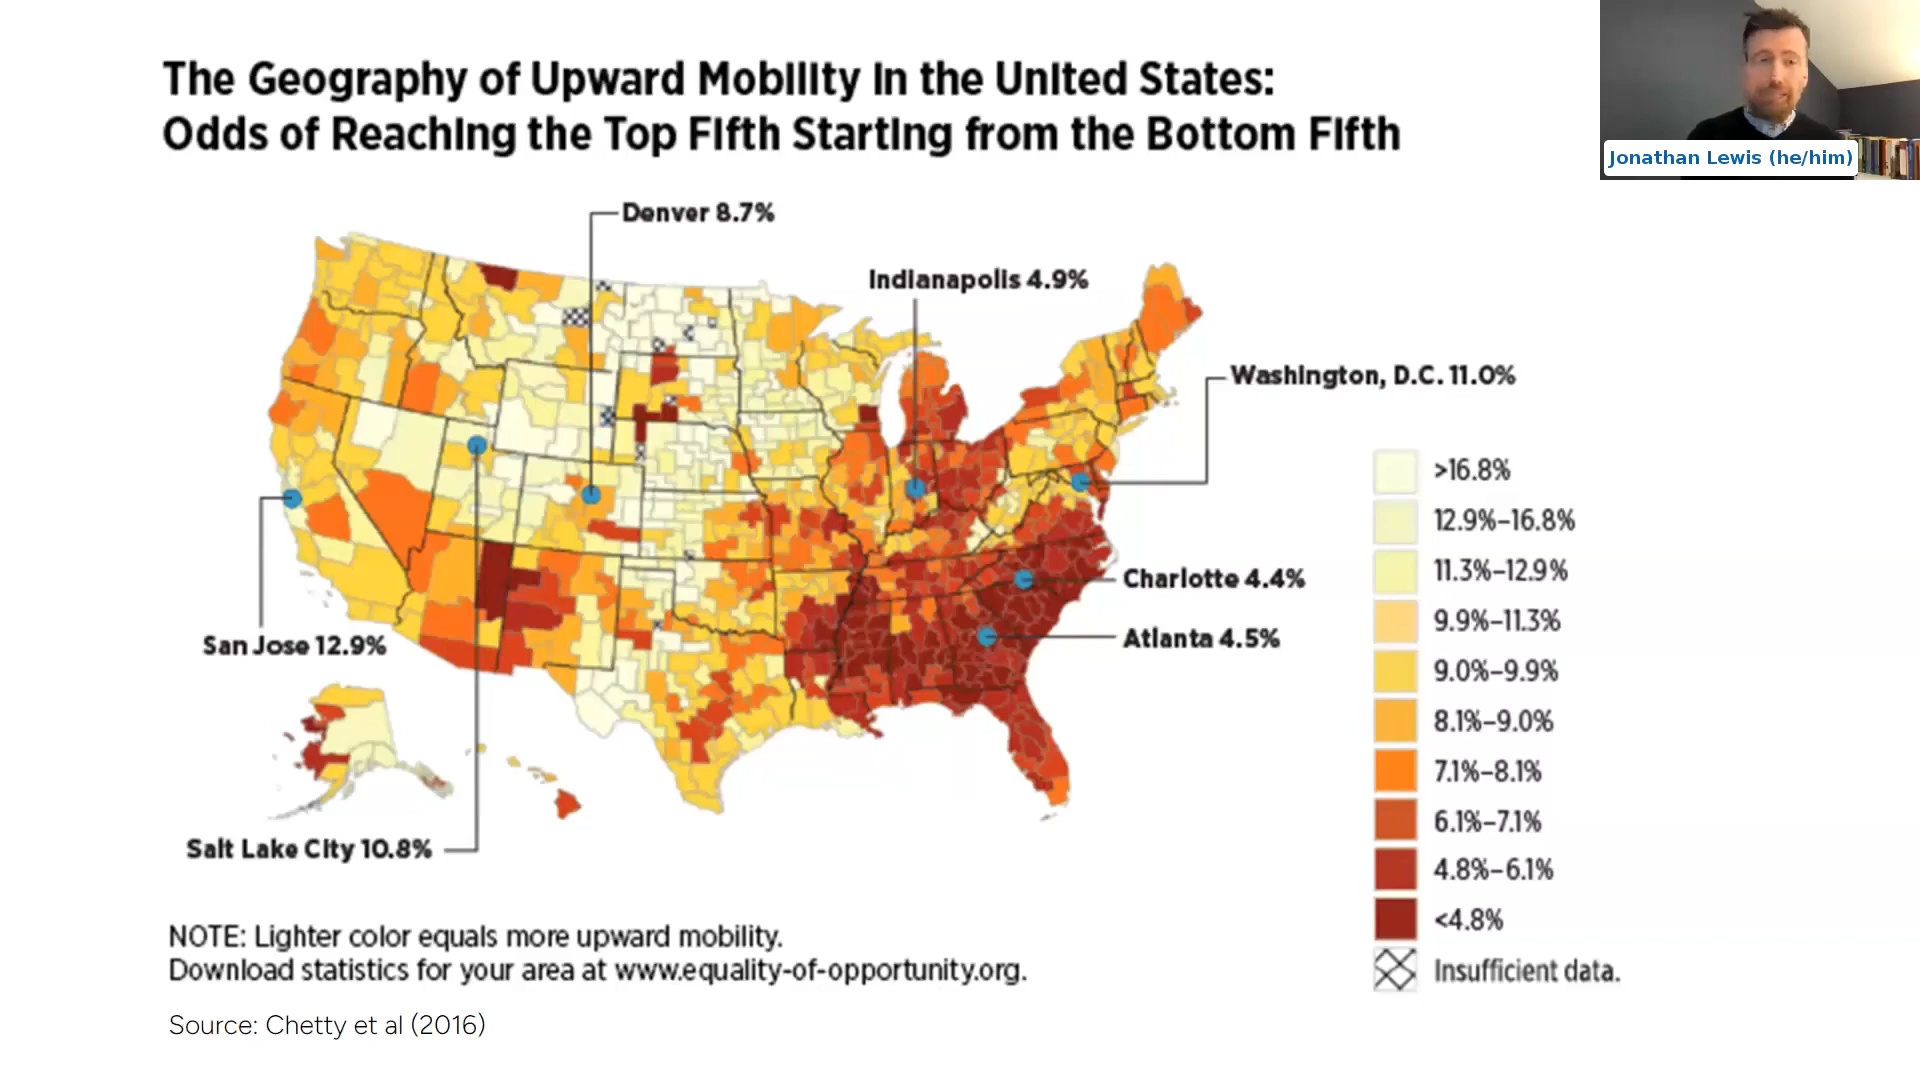 The Geography of Upward Mobility in the United States:
Odds of Reaching the Top Fifth Starting from the Bottom Fifth
Jonathan Lewis (he/him)
Denver 8.7%
Indianapolis 4.9%
Washington, D.C. 11.0%
>16.8%
12.9%–16.8%
11.3%–12.9%
Charlotte 4.4%
9.9%–11.3%
San Jose 12.9%
Atlanta 4.5%
9.0%–9.9%
8.1%–9.0%
7.1%–8.1%
6.1%–7.1%
Salt Lake City 10.8%
4.8%–6.1%
<4.8%
NOTE: Lighter color equals more upward mobility.
Download statistics for your area at www.equality-of-opportunity.org.
Insufficient data.
Source: Chetty et al (2016)